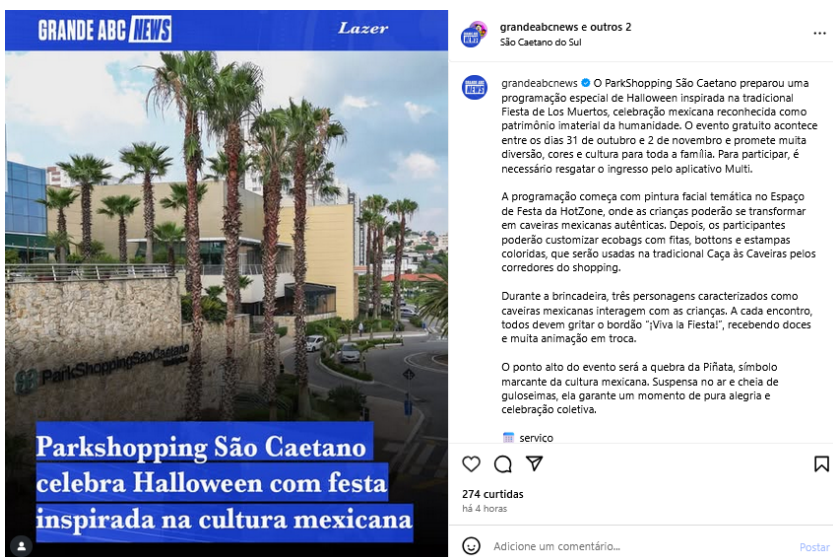 GRANDE ABC NEWS
Lazer
ParkShoppingSãoCaetano
Parkshopping São Caetano
celebra Halloween com festa
inspirada na cultura mexicana
grandeabcnews e outros 2
São Caetano do Sul
grandeabcnews O ParkShopping São Caetano preparou uma
programação especial de Halloween inspirada na tradicional
Fiesta de Los Muertos, celebração mexicana reconhecida como
patrimônio imaterial da humanidade. O evento gratuito acontece
entre os dias 31 de outubro e 2 de novembro e promete muita
diversão, cores e cultura para toda a família. Para participar, é
necessário resgatar o ingresso pelo aplicativo Multi.
A programação começa com pintura facial temática no Espaço
de Festa da HotZone, onde as crianças poderão se transformar
em caveiras mexicanas autênticas. Depois, os participantes
poderão customizar ecobags com fitas, bottons e estampas
coloridas, que serão usadas na tradicional Caça às Caveiras pelos
corredores do shopping.
Durante a brincadeira, três personagens caracterizados como
caveiras mexicanas interagem com as crianças. A cada encontro,
todos devem gritar o bordão “¡Viva la Fiesta!”, recebendo doces
e muita animação em troca.
O ponto alto do evento será a quebra da Piñata, símbolo
marcante da cultura mexicana. Suspensa no ar e cheia de
guloseimas, ela garante um momento de pura alegria e
celebração coletiva.
serviço
274 curtidas
há 4 horas
Adicione um comentário...
Postar